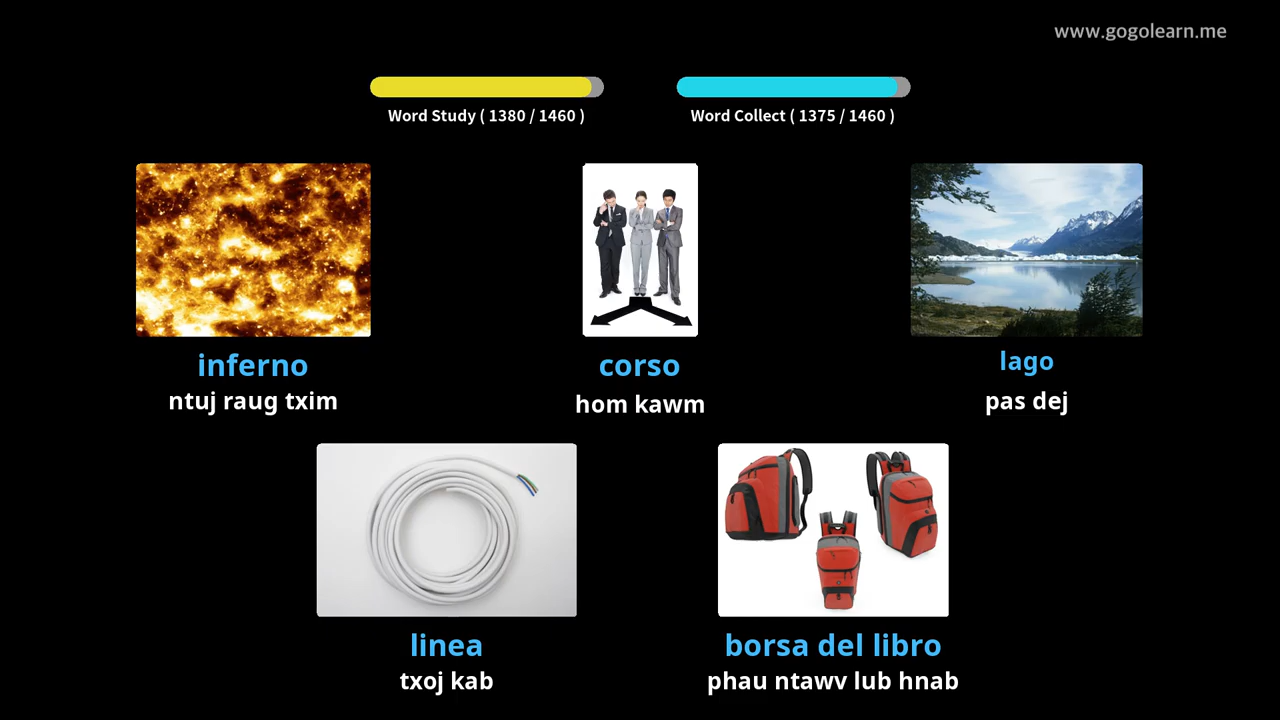 www.gogolearn.me
Word Study ( 1380 / 1460 )
Word Collect ( 1375 / 1460 )
inferno
ntuj raug txim
corso
hom kawm
lago
pas dej
linea
txoj kab
borsa del libro
phau ntawv lub hnab